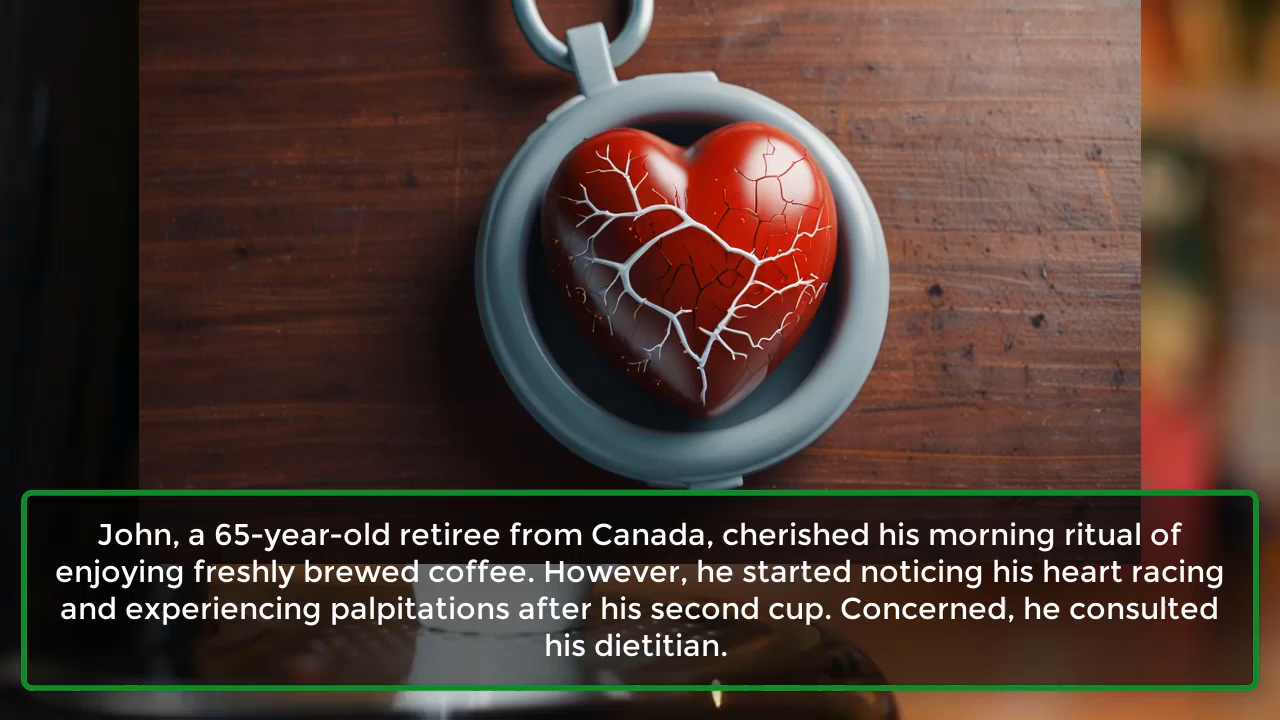 John, a 65-year-old retiree from Canada, cherished his morning ritual of
enjoying freshly brewed coffee. However, he started noticing his heart racing
and experiencing palpitations after his second cup. Concerned, he consulted
his dietitian.